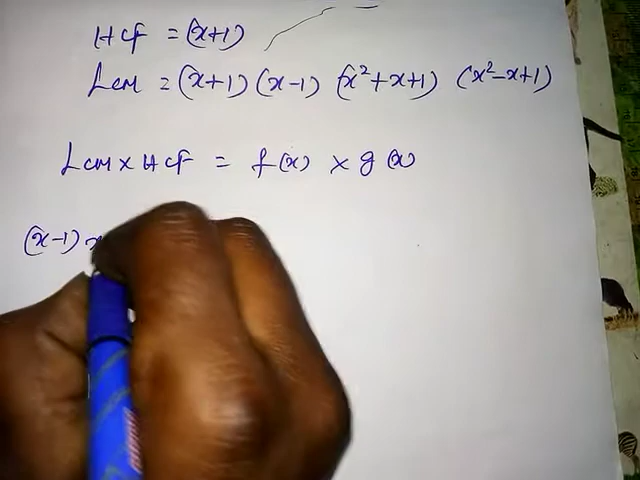 HCF = (x+1)
Lcm = (x+1) (x-1) (x²+x+1) (x²-x+1)
Lcm x HCF = f(x) x g(x)
(x-1) x